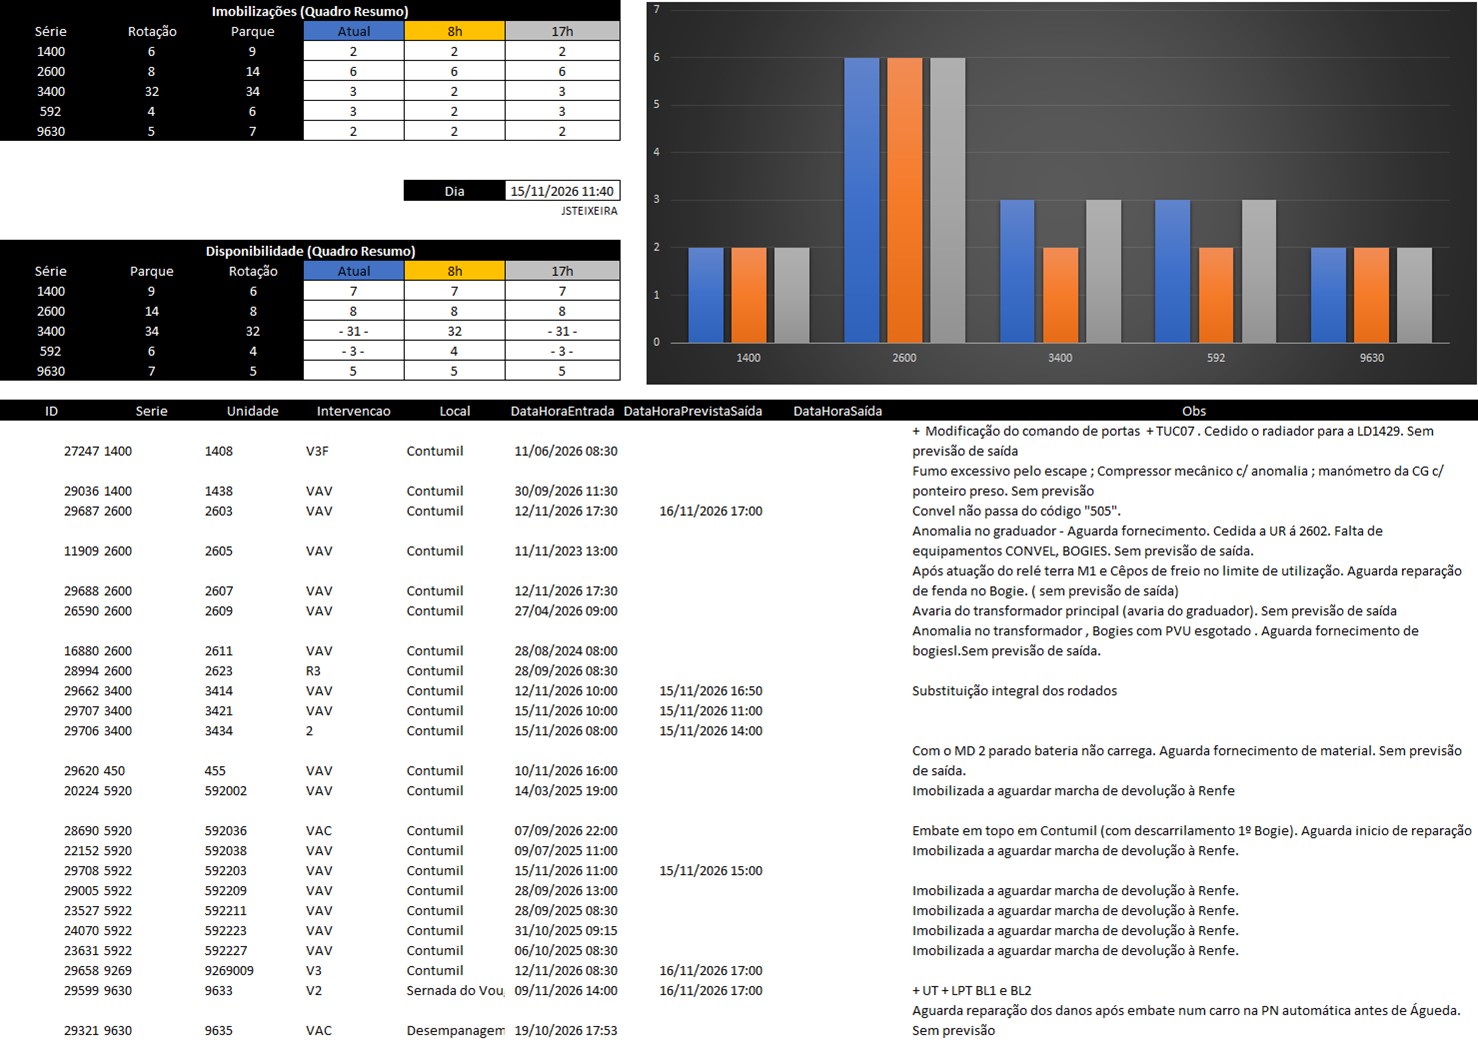 Imobilizações (Quadro Resumo)
Série Rotação Parque Atual 8h 17h
1400 6 9 2 2 2
2600 8 14 6 6 6
3400 32 34 3 2 3
592 4 6 3 2 3
9630 5 7 2 2 2
Dia 15/11/2026 11:40
JSTEIXEIRA
Disponibilidade (Quadro Resumo)
Série Parque Rotação Atual 8h 17h
1400 9 6 7 7 7
2600 14 8 8 8 8
3400 34 32 - 31 - 32 - 31 -
592 6 4 - 3 - 4 - 3 -
9630 7 5 5 5 5
7
6
5
4
3
2
1
0
1400 2600 3400 592 9630
ID Serie Unidade Intervencao Local DataHoraEntrada DataHoraPrevistaSaída DataHoraSaída Obs
+ Modificação do comando de portas + TUC07 . Cedido o radiador para a LD1429. Sem
27247 1400 1408 V3F Contumil 11/06/2026 08:30 previsão de saída
Fumo excessivo pelo escape ; Compressor mecânico c/ anomalia ; manómetro da CG c/
29036 1400 1438 VAV Contumil 30/09/2026 11:30 ponteiro preso. Sem previsão
29687 2600 2603 VAV Contumil 12/11/2026 17:30 16/11/2026 17:00 Convel não passa do código "505".
Anomalia no graduador - Aguarda fornecimento. Cedida a UR á 2602. Falta de
11909 2600 2605 VAV Contumil 11/11/2023 13:00 equipamentos CONVEL, BOGIES. Sem previsão de saída.
Após atuação do relé terra M1 e Cêpos de freio no limite de utilização. Aguarda reparação
29688 2600 2607 VAV Contumil 12/11/2026 17:30 de fenda no Bogie. ( sem previsão de saída)
26590 2600 2609 VAV Contumil 27/04/2026 09:00 Avaria do transformador principal (avaria do graduador). Sem previsão de saída
Anomalia no transformador , Bogies com PVU esgotado . Aguarda fornecimento de
16880 2600 2611 VAV Contumil 28/08/2024 08:00 bogiesl.Sem previsão de saída.
28994 2600 2623 R3 Contumil 28/09/2026 08:30
29662 3400 3414 VAV Contumil 12/11/2026 10:00 15/11/2026 16:50 Substituição integral dos rodados
29707 3400 3421 VAV Contumil 15/11/2026 10:00 15/11/2026 11:00
29706 3400 3434 2 Contumil 15/11/2026 08:00 15/11/2026 14:00
Com o MD 2 parado bateria não carrega. Aguarda fornecimento de material. Sem previsão
29620 450 455 VAV Contumil 10/11/2026 16:00 de saída.
20224 5920 592002 VAV Contumil 14/03/2025 19:00 Imobilizada a aguardar marcha de devolução à Renfe
28690 5920 592036 VAC Contumil 07/09/2026 22:00 Embate em topo em Contumil (com descarrilamento 1º Bogie). Aguarda inicio de reparação
22152 5920 592038 VAV Contumil 09/07/2025 11:00 Imobilizada a aguardar marcha de devolução à Renfe.
29708 5922 592203 VAV Contumil 15/11/2026 11:00 15/11/2026 15:00
29005 5922 592209 VAV Contumil 28/09/2026 13:00 Imobilizada a aguardar marcha de devolução à Renfe.
23527 5922 592211 VAV Contumil 28/09/2025 08:30 Imobilizada a aguardar marcha de devolução à Renfe.
24070 5922 592223 VAV Contumil 31/10/2025 09:15 Imobilizada a aguardar marcha de devolução à Renfe.
23631 5922 592227 VAV Contumil 06/10/2025 08:30 Imobilizada a aguardar marcha de devolução à Renfe.
29658 9269 9269009 V3 Contumil 12/11/2026 08:30 16/11/2026 17:00
29599 9630 9633 V2 Sernada do Vou 09/11/2026 14:00 16/11/2026 17:00 + UT + LPT BL1 e BL2
Aguarda reparação dos danos após embate num carro na PN automática antes de Águeda.
29321 9630 9635 VAC Desempanagem 19/10/2026 17:53 Sem previsão